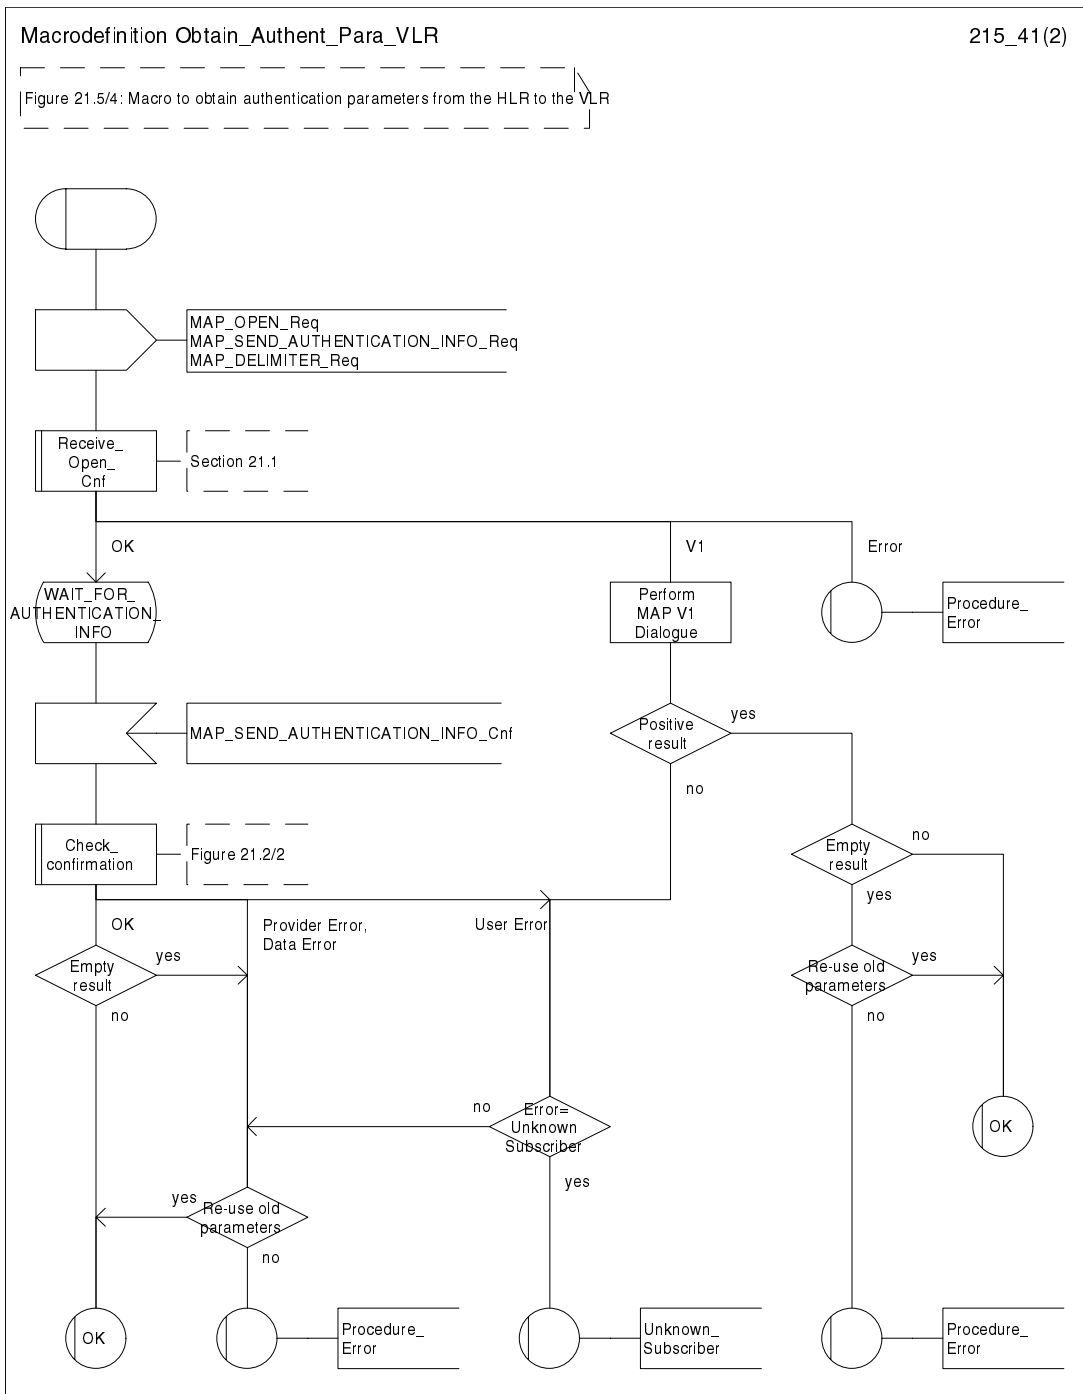 Macrodefinition Obtain_Authent_Para_VLR
215_41(2)
Figure 21.5/4: Macro to obtain authentication parameters from the HLR to the VLR
MAP_OPEN_Req
MAP_SEND_AUTHENTICATION_INFO_Req
MAP_DELIMITER_Req
Receive_
Open_
Cnf
Section 21.1
OK
V1
Error
WAIT_FOR_
AUTHENTICATION_
INFO
Perform
MAP V1
Dialogue
Procedure_
Error
MAP_SEND_AUTHENTICATION_INFO_Cnf
Positive
result
yes
no
Check_
confirmation
Figure 21.2/2
Empty
result
no
yes
OK
Provider Error,
Data Error
User Error
Empty
result
yes
no
Re-use old
parameters
yes
no
Error=
Unknown
Subscriber
no
yes
OK
Re-use old
parameters
yes
no
OK
Procedure_
Error
Unknown_
Subscriber
Procedure_
Error